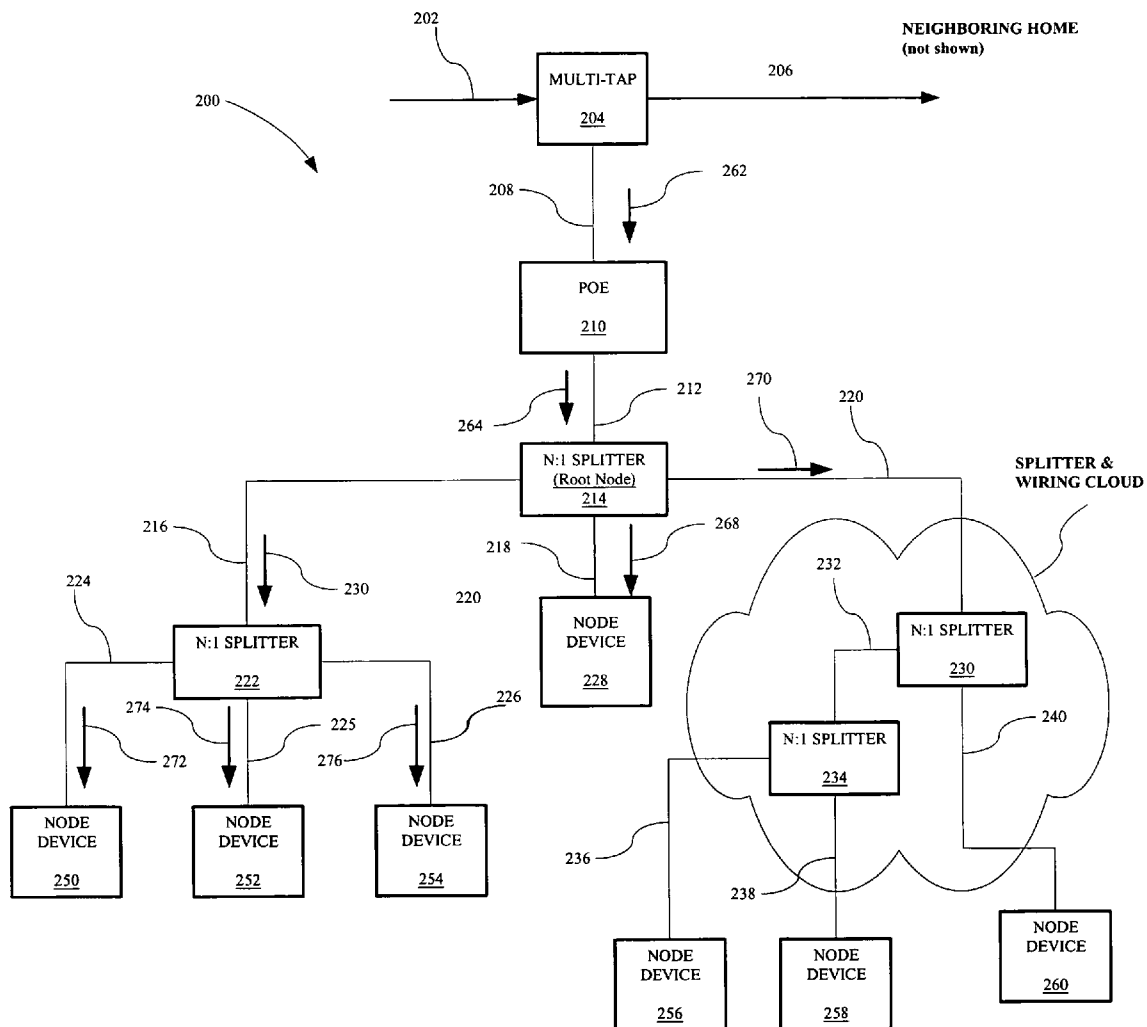 NEIGHBORING HOME
(not shown)
202
206
MULTI-TAP
204
200
208
262
POE
210
264
212
270
220
N:1 SPLITTER
(Root Node)
214
SPLITTER &
WIRING CLOUD
216
230
218
268
224
220
232
N:1 SPLITTER
222
NODE
DEVICE
228
N:1 SPLITTER
230
274
225
226
240
272
276
N:1 SPLITTER
234
NODE
DEVICE
250
NODE
DEVICE
252
NODE
DEVICE
254
236
238
NODE
DEVICE
256
NODE
DEVICE
258
NODE
DEVICE
260